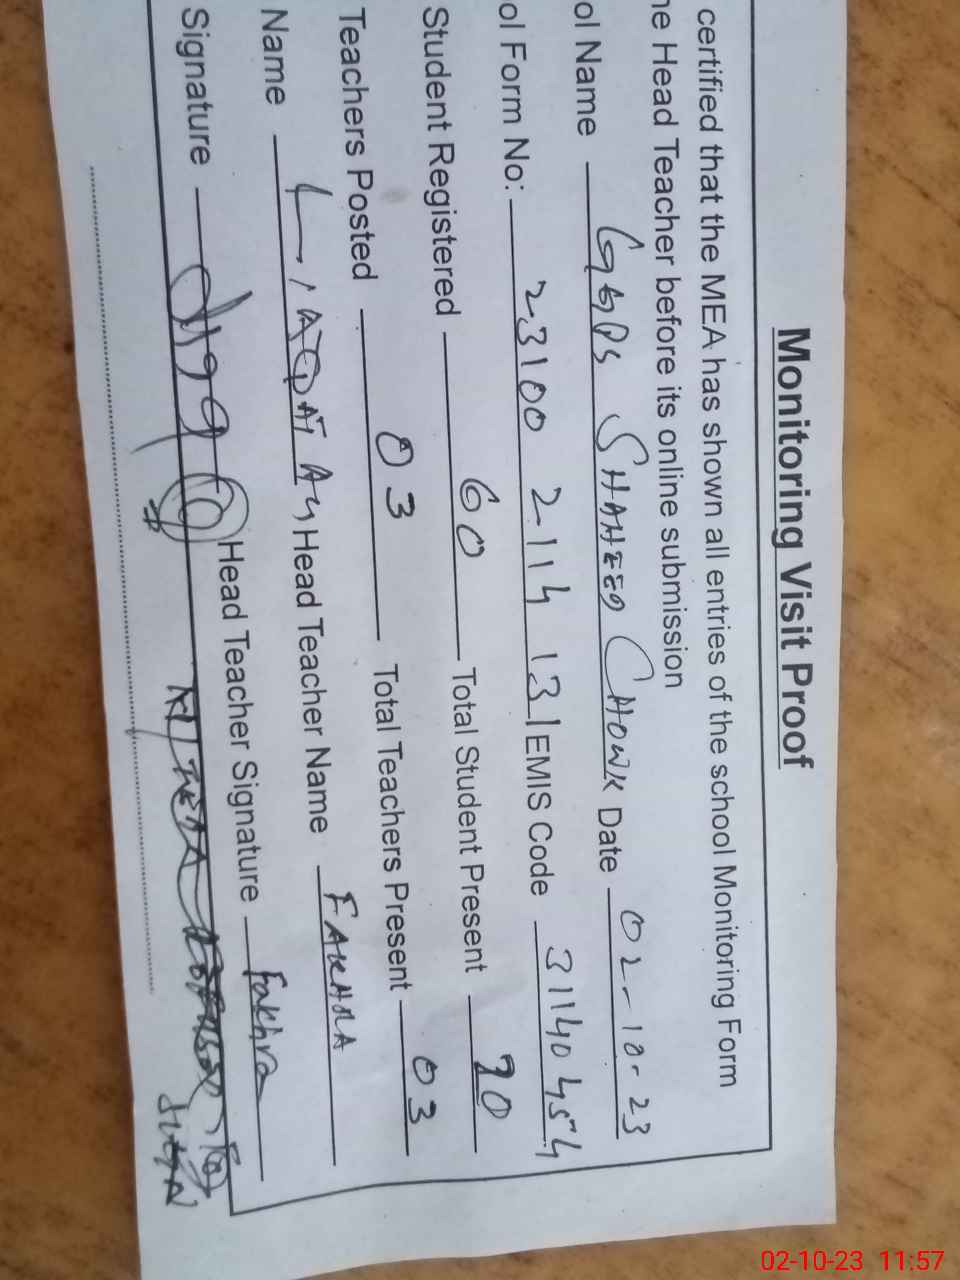 Monitoring Visit Proof
certified that the MEA has shown all entries of the school Monitoring Form
he Head Teacher before its online submission
ol Name GGPS SHAHEED CHOWK Date 02-10-23
ol Form No: 23100 2114 131 EMIS Code 31140454
Student Registered 60 Total Student Present 20
Teachers Posted 03 Total Teachers Present 03
Name LIAQAT Head Teacher Name FAKHRA
Signature Head Teacher Signature Fakhra
02-10-23 11:57